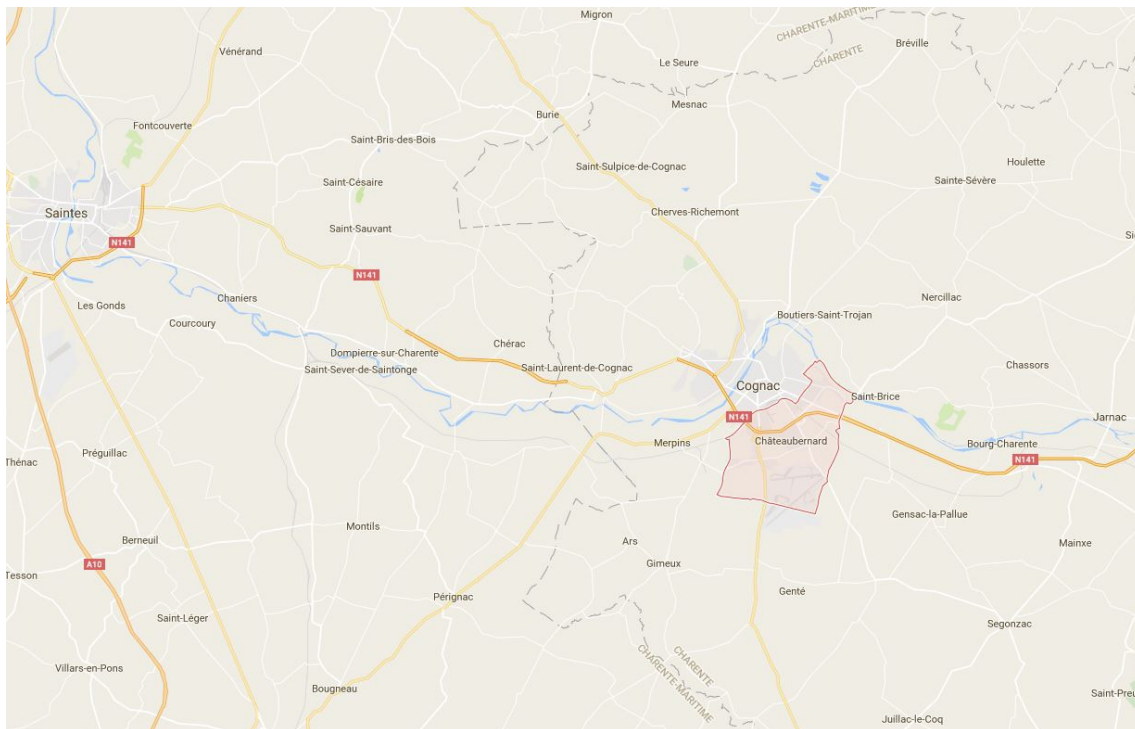 Migron
CHARENTE-MARITIME
CHARENTE
Bréville
Vénérand
Le Seure
Mesnac
Burie
Fontcouverte
Saint-Bris-des-Bois
Saint-Sulpice-de-Cognac
Houlette
Sainte-Sévère
Saint-Césaire
Saintes
Cherves-Richemont
Saint-Sauvant
N141
N141
Les Gonds
Chaniers
Nercillac
Courcoury
Boutiers-Saint-Trojan
Chérac
Dompierre-sur-Charente
Saint-Sever-de-Saintonge
Saint-Laurent-de-Cognac
Chassors
Cognac
Saint-Brice
N141
Jarnac
Merpins
Châteaubernard
Bourg-Charente
N141
Thénac
Préguillac
Gensac-la-Pallue
Montils
Berneuil
Ars
Mainxe
A10
Gimeux
Tesson
Genté
Pérignac
Saint-Léger
Segonzac
Villars-en-Pons
CHARENTE
CHARENTE-MARITIME
Bougneau
Saint-Preu
Juillac-le-Coq